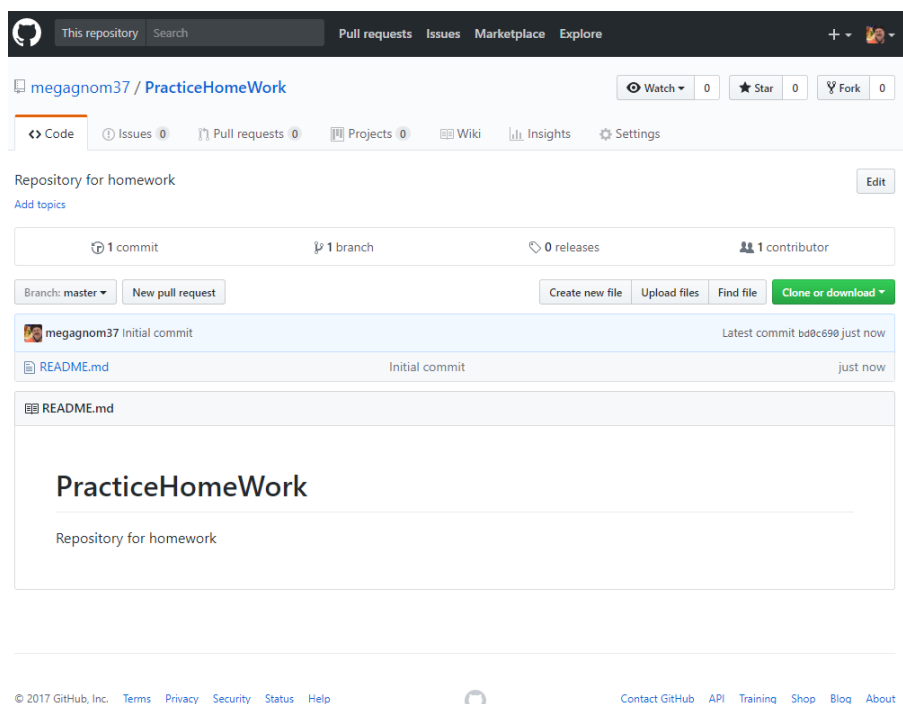 This repository Search Pull requests Issues Marketplace Explore
megagnom37 / PracticeHomeWork Watch 0 Star 0 Fork 0
Code Issues 0 Pull requests 0 Projects 0 Wiki Insights Settings
Repository for homework Edit
Add topics
1 commit 1 branch 0 releases 1 contributor
Branch: master New pull request Create new file Upload files Find file Clone or download
megagnom37 Initial commit Latest commit bd0c690 just now
README.md Initial commit just now
README.md
PracticeHomeWork
Repository for homework
© 2017 GitHub, Inc. Terms Privacy Security Status Help Contact GitHub API Training Shop Blog About